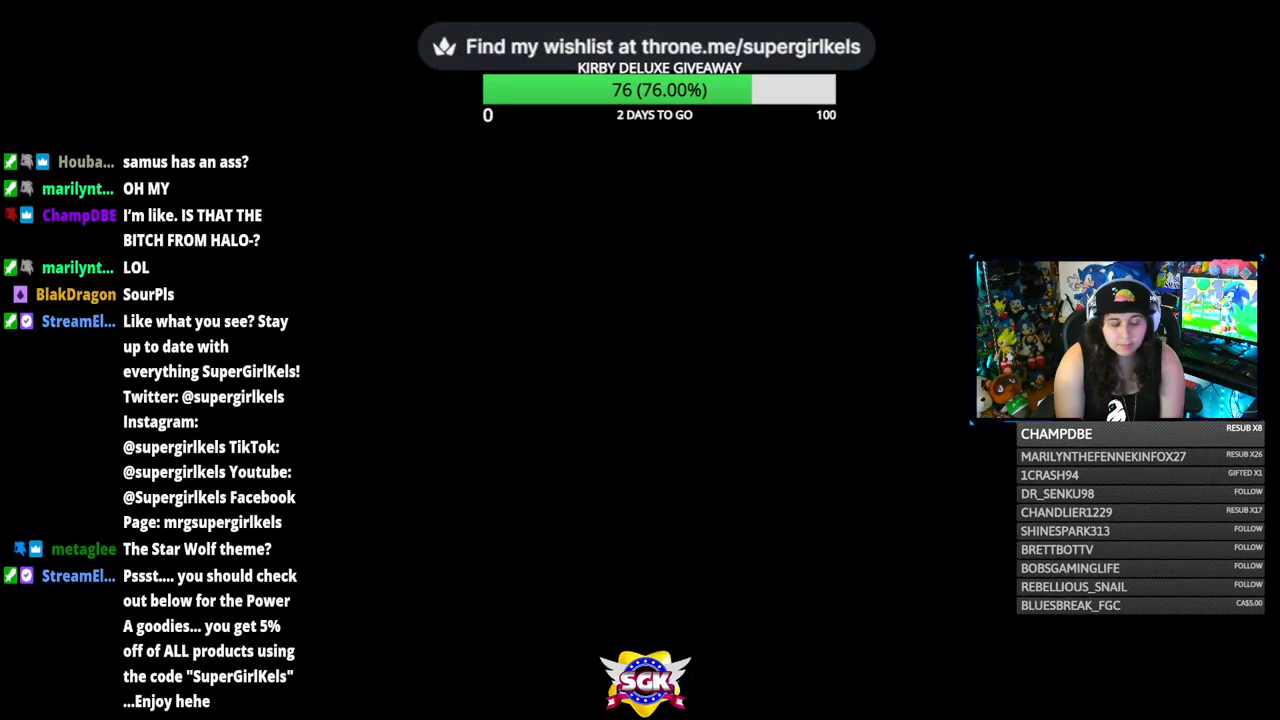 Find my wishlist at throne.me/supergirlkels
KIRBY DELUXE GIVEAWAY
76 (76.00%)
0 2 DAYS TO GO 100
Houba... samus has an ass?
marilynt... OH MY
ChampDBE I’m like. IS THAT THE
BITCH FROM HALO-?
marilynt... LOL
BlakDragon SourPls
StreamEl... Like what you see? Stay
up to date with
everything SuperGirlKels!
Twitter: @supergirlkels
Instagram:
@supergirlkels TikTok:
@supergirlkels Youtube:
@Supergirlkels Facebook
Page: mrgsupergirlkels
metaglee The Star Wolf theme?
StreamEl... Pssst.... you should check
out below for the Power
A goodies... you get 5%
off of ALL products using
the code "SuperGirlKels"
...Enjoy hehe
CHAMPDBE RESUB X8
MARILYNTHEFENNEKINFOX27 RESUB X26
1CRASH94 GIFTED X1
DR_SENKU98 FOLLOW
CHANDLIER1229 RESUB X17
SHINESPARK313 FOLLOW
BRETTBOTTV FOLLOW
BOBSGAMINGLIFE FOLLOW
REBELLIOUS_SNAIL FOLLOW
BLUESBREAK_FGC CA$5.00
SGK